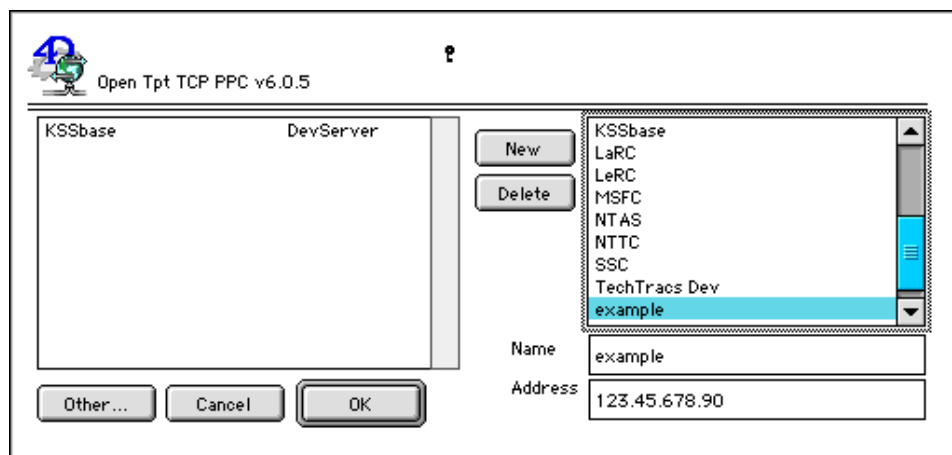 4D
Open Tpt TCP PPC v6.0.5
KSSbase DevServer
New
Delete
KSSbase
LaRC
LeRC
MSFC
NTAS
NTTC
SSC
TechTracs Dev
example
Name example
Address 123.45.678.90
Other... Cancel OK